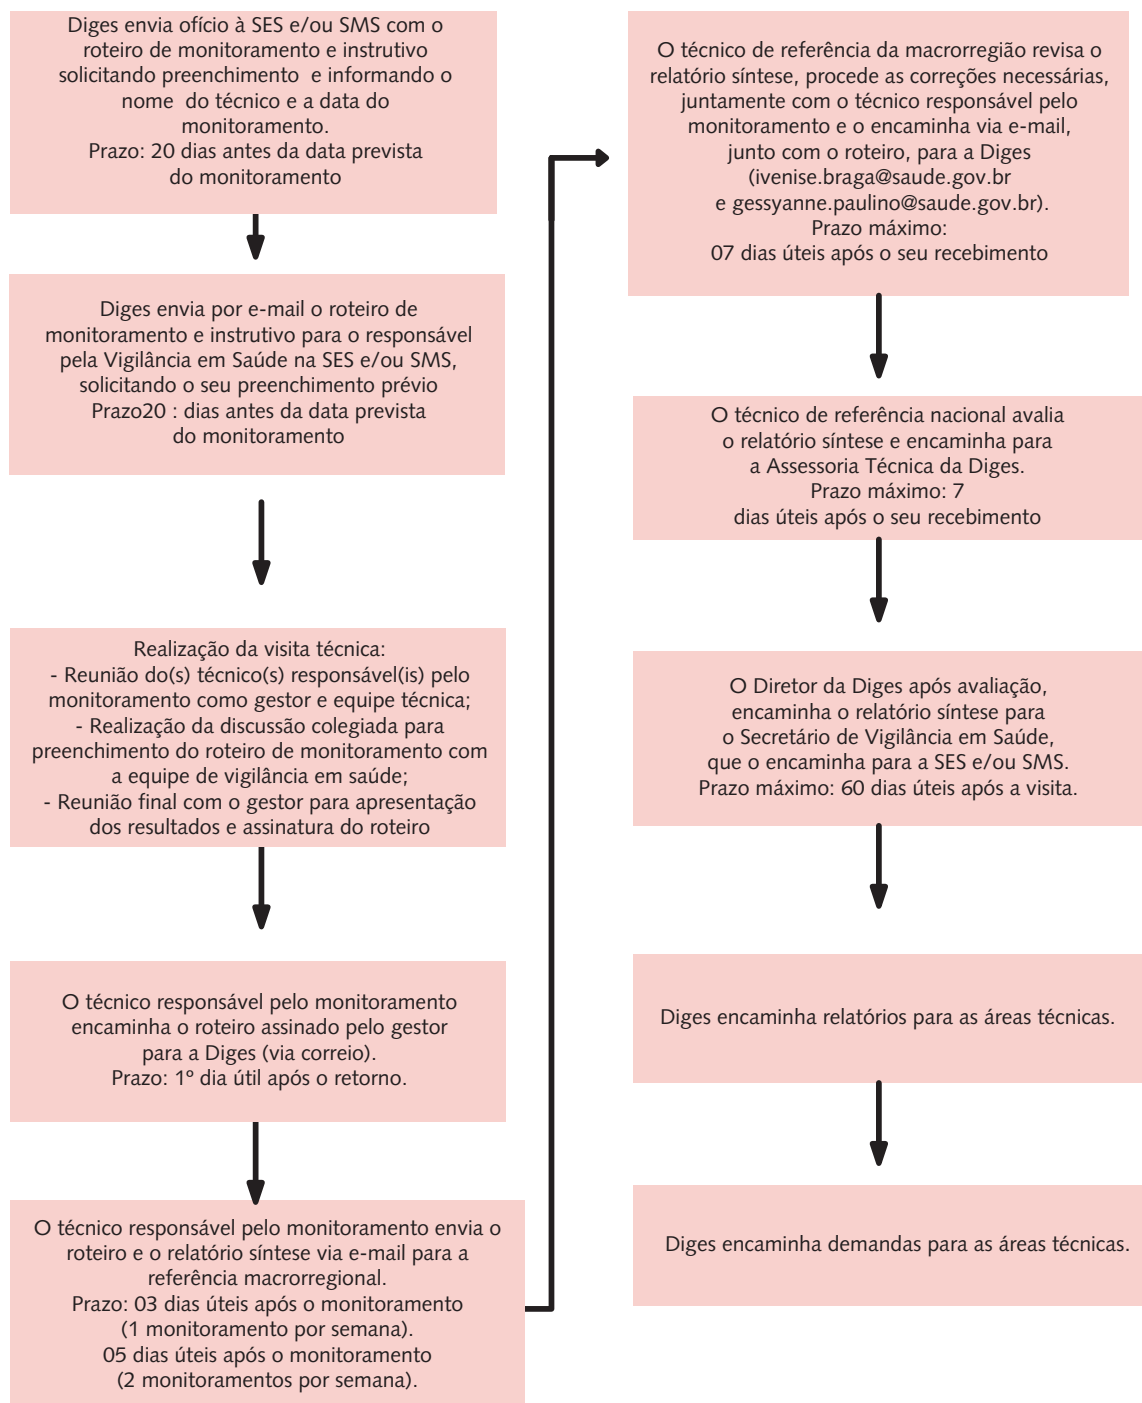 Diges envia ofício à SES e/ou SMS com o
roteiro de monitoramento e instrutivo
solicitando preenchimento e informando o
nome do técnico e a data do
monitoramento.
Prazo: 20 dias antes da data prevista
do monitoramento
Diges envia por e-mail o roteiro de
monitoramento e instrutivo para o responsável
pela Vigilância em Saúde na SES e/ou SMS,
solicitando o seu preenchimento prévio
Prazo20 : dias antes da data prevista
do monitoramento
Realização da visita técnica:
- Reunião do(s) técnico(s) responsável(is) pelo
monitoramento como gestor e equipe técnica;
- Realização da discussão colegiada para
preenchimento do roteiro de monitoramento com
a equipe de vigilância em saúde;
- Reunião final com o gestor para apresentação
dos resultados e assinatura do roteiro
O técnico responsável pelo monitoramento
encaminha o roteiro assinado pelo gestor
para a Diges (via correio).
Prazo: 1º dia útil após o retorno.
O técnico responsável pelo monitoramento envia o
roteiro e o relatório síntese via e-mail para a
referência macrorregional.
Prazo: 03 dias úteis após o monitoramento
(1 monitoramento por semana).
05 dias úteis após o monitoramento
(2 monitoramentos por semana).
O técnico de referência da macrorregião revisa o
relatório síntese, procede as correções necessárias,
juntamente com o técnico responsável pelo
monitoramento e o encaminha via e-mail,
junto com o roteiro, para a Diges
(ivenise.braga@saude.gov.br
e gessyanne.paulino@saude.gov.br).
Prazo máximo:
07 dias úteis após o seu recebimento
O técnico de referência nacional avalia
o relatório síntese e encaminha para
a Assessoria Técnica da Diges.
Prazo máximo: 7
dias úteis após o seu recebimento
O Diretor da Diges após avaliação,
encaminha o relatório síntese para
o Secretário de Vigilância em Saúde,
que o encaminha para a SES e/ou SMS.
Prazo máximo: 60 dias úteis após a visita.
Diges encaminha relatórios para as áreas técnicas.
Diges encaminha demandas para as áreas técnicas.